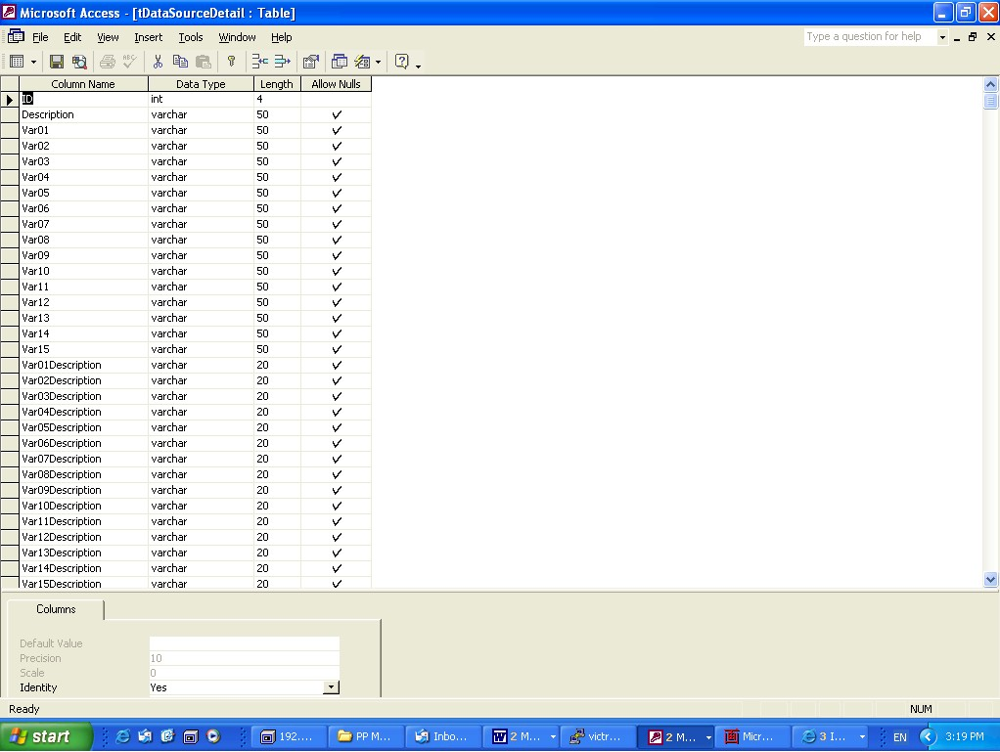 Microsoft Access - [tDataSourceDetail : Table]
File Edit View Insert Tools Window Help Type a question for help
Column Name Data Type Length Allow Nulls
ID int 4
Description varchar 50
Var01 varchar 50
Var02 varchar 50
Var03 varchar 50
Var04 varchar 50
Var05 varchar 50
Var06 varchar 50
Var07 varchar 50
Var08 varchar 50
Var09 varchar 50
Var10 varchar 50
Var11 varchar 50
Var12 varchar 50
Var13 varchar 50
Var14 varchar 50
Var15 varchar 50
Var01Description varchar 20
Var02Description varchar 20
Var03Description varchar 20
Var04Description varchar 20
Var05Description varchar 20
Var06Description varchar 20
Var07Description varchar 20
Var08Description varchar 20
Var09Description varchar 20
Var10Description varchar 20
Var11Description varchar 20
Var12Description varchar 20
Var13Description varchar 20
Var14Description varchar 20
Var15Description varchar 20
Columns
Default Value
Precision 10
Scale 0
Identity Yes
Ready NUM
start 192.... PP M... Inbo... 2 M... victr... 2 M... Micr... 3 I... EN 3:19 PM